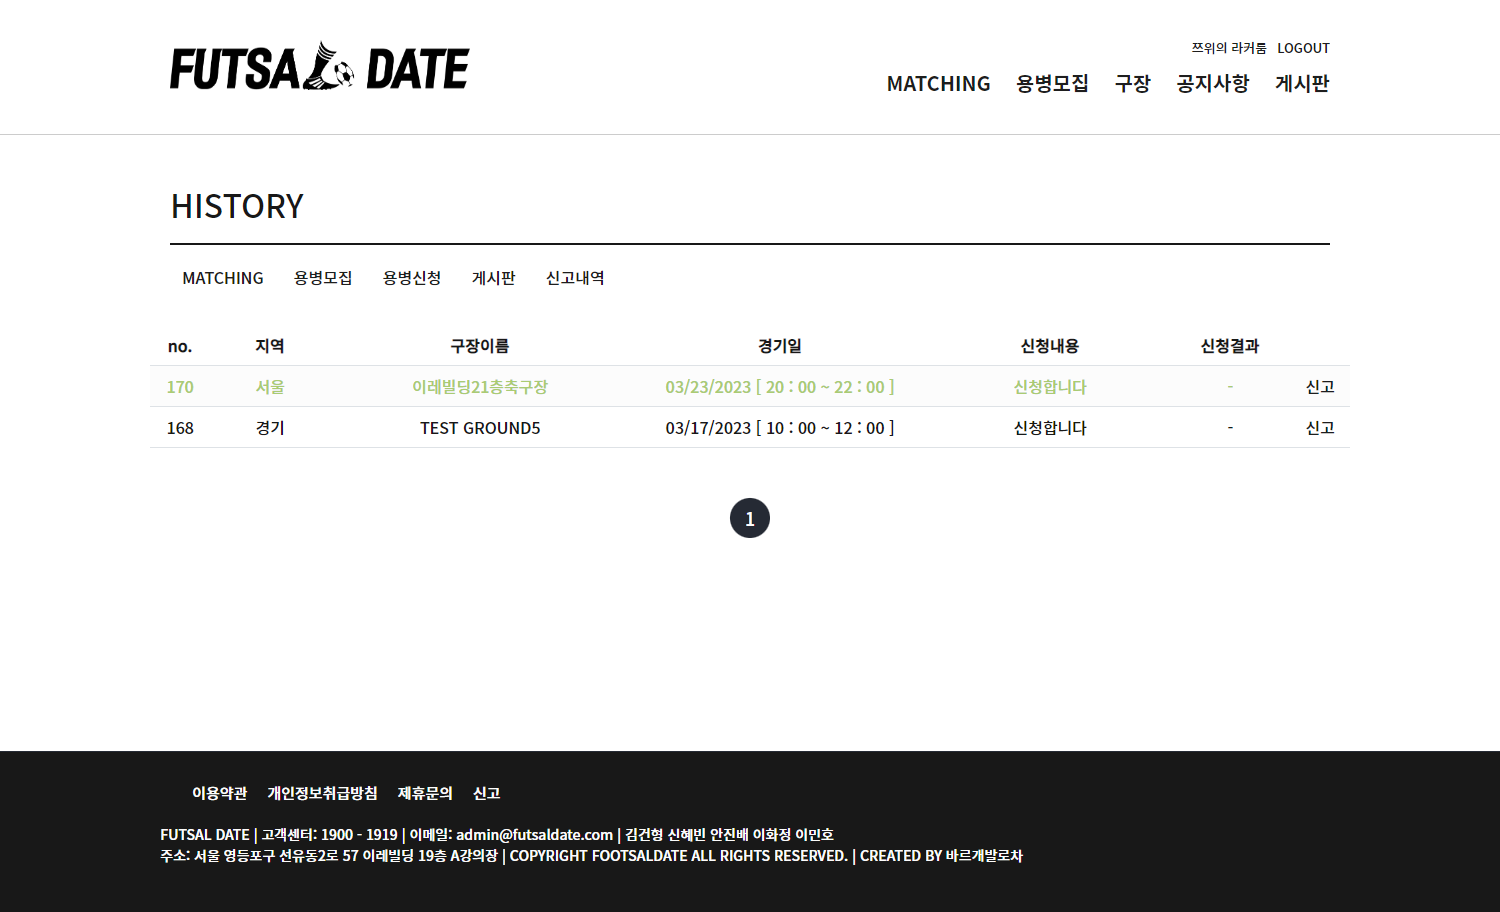 FUTSA DATE
쯔위의 라커룸 LOGOUT
MATCHING 용병모집 구장 공지사항 게시판
HISTORY
MATCHING 용병모집 용병신청 게시판 신고내역
no. 지역 구장이름 경기일 신청내용 신청결과
170 서울 이레빌딩21층축구장 03/23/2023 [ 20 : 00 ~ 22 : 00 ] 신청합니다 - 신고
168 경기 TEST GROUND5 03/17/2023 [ 10 : 00 ~ 12 : 00 ] 신청합니다 - 신고
1
이용약관 개인정보취급방침 제휴문의 신고
FUTSAL DATE | 고객센터: 1900 - 1919 | 이메일: admin@futsaldate.com | 김건형 신혜빈 안진배 이화정 이민호
주소: 서울 영등포구 선유동2로 57 이레빌딩 19층 A강의장 | COPYRIGHT FOOTSALDATE ALL RIGHTS RESERVED. | CREATED BY 바르개발로차